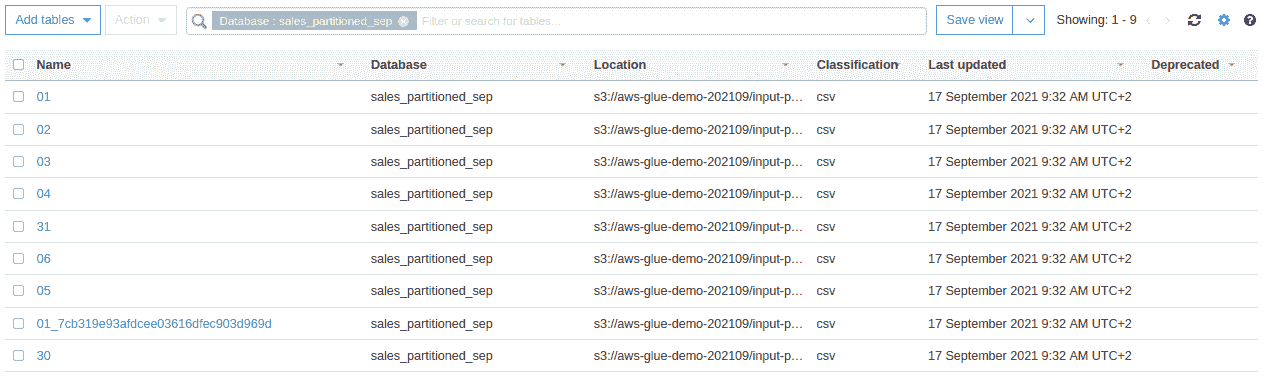 Add tables Action Database : sales_partitioned_sep Filter or search for tables... Save view Showing: 1 - 9
Name Database Location Classification Last updated Deprecated
01 sales_partitioned_sep s3://aws-glue-demo-202109/input-p... csv 17 September 2021 9:32 AM UTC+2
02 sales_partitioned_sep s3://aws-glue-demo-202109/input-p... csv 17 September 2021 9:32 AM UTC+2
03 sales_partitioned_sep s3://aws-glue-demo-202109/input-p... csv 17 September 2021 9:32 AM UTC+2
04 sales_partitioned_sep s3://aws-glue-demo-202109/input-p... csv 17 September 2021 9:32 AM UTC+2
31 sales_partitioned_sep s3://aws-glue-demo-202109/input-p... csv 17 September 2021 9:32 AM UTC+2
06 sales_partitioned_sep s3://aws-glue-demo-202109/input-p... csv 17 September 2021 9:32 AM UTC+2
05 sales_partitioned_sep s3://aws-glue-demo-202109/input-p... csv 17 September 2021 9:32 AM UTC+2
01_7cb319e93afdcee03616dfec903d969d sales_partitioned_sep s3://aws-glue-demo-202109/input-p... csv 17 September 2021 9:32 AM UTC+2
30 sales_partitioned_sep s3://aws-glue-demo-202109/input-p... csv 17 September 2021 9:32 AM UTC+2